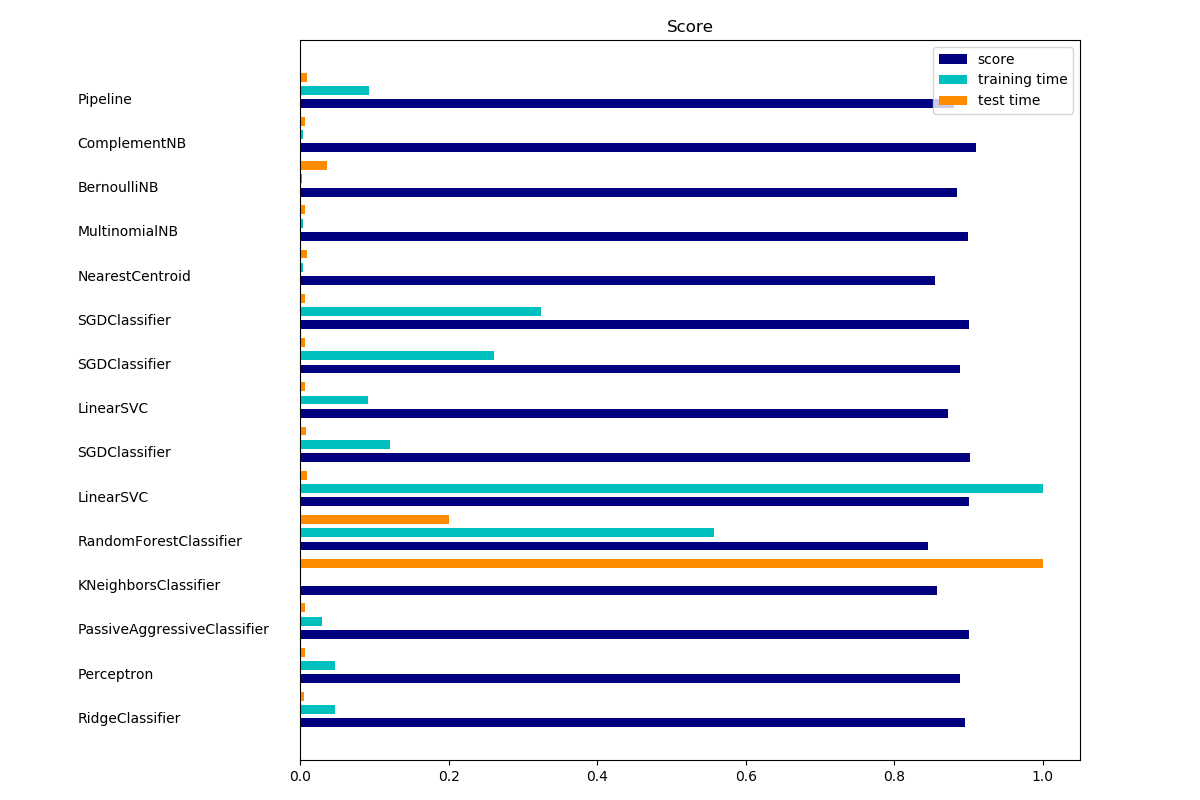 Score
score
training time
test time
Pipeline
ComplementNB
BernoulliNB
MultinomialNB
NearestCentroid
SGDClassifier
SGDClassifier
LinearSVC
SGDClassifier
LinearSVC
RandomForestClassifier
KNeighborsClassifier
PassiveAggressiveClassifier
Perceptron
RidgeClassifier
0.0 0.2 0.4 0.6 0.8 1.0